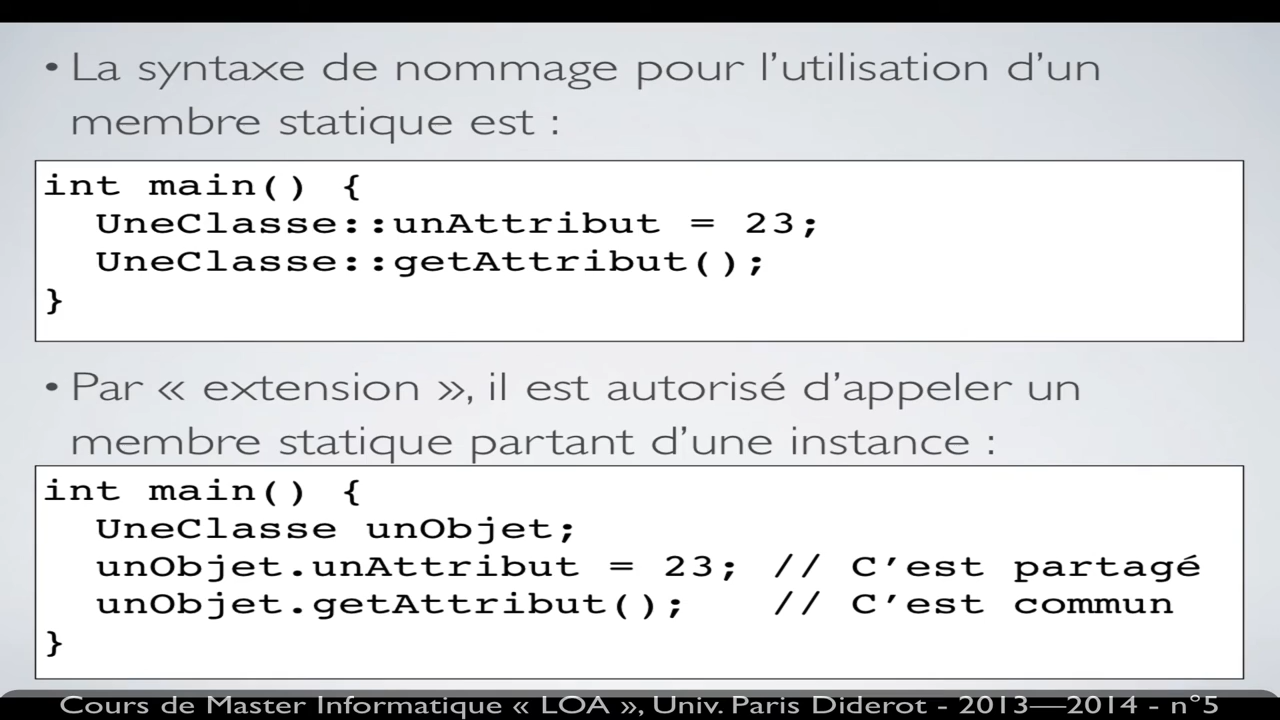 • La syntaxe de nommage pour l'utilisation d'un
membre statique est :
int main() {
  UneClasse::unAttribut = 23;
  UneClasse::getAttribut();
}
• Par « extension », il est autorisé d'appeler un
membre statique partant d'une instance :
int main() {
  UneClasse unObjet;
  unObjet.unAttribut = 23; // C'est partagé
  unObjet.getAttribut();   // C'est commun
}
Cours de Master Informatique « LOA », Univ. Paris Diderot - 2013—2014 - n°5